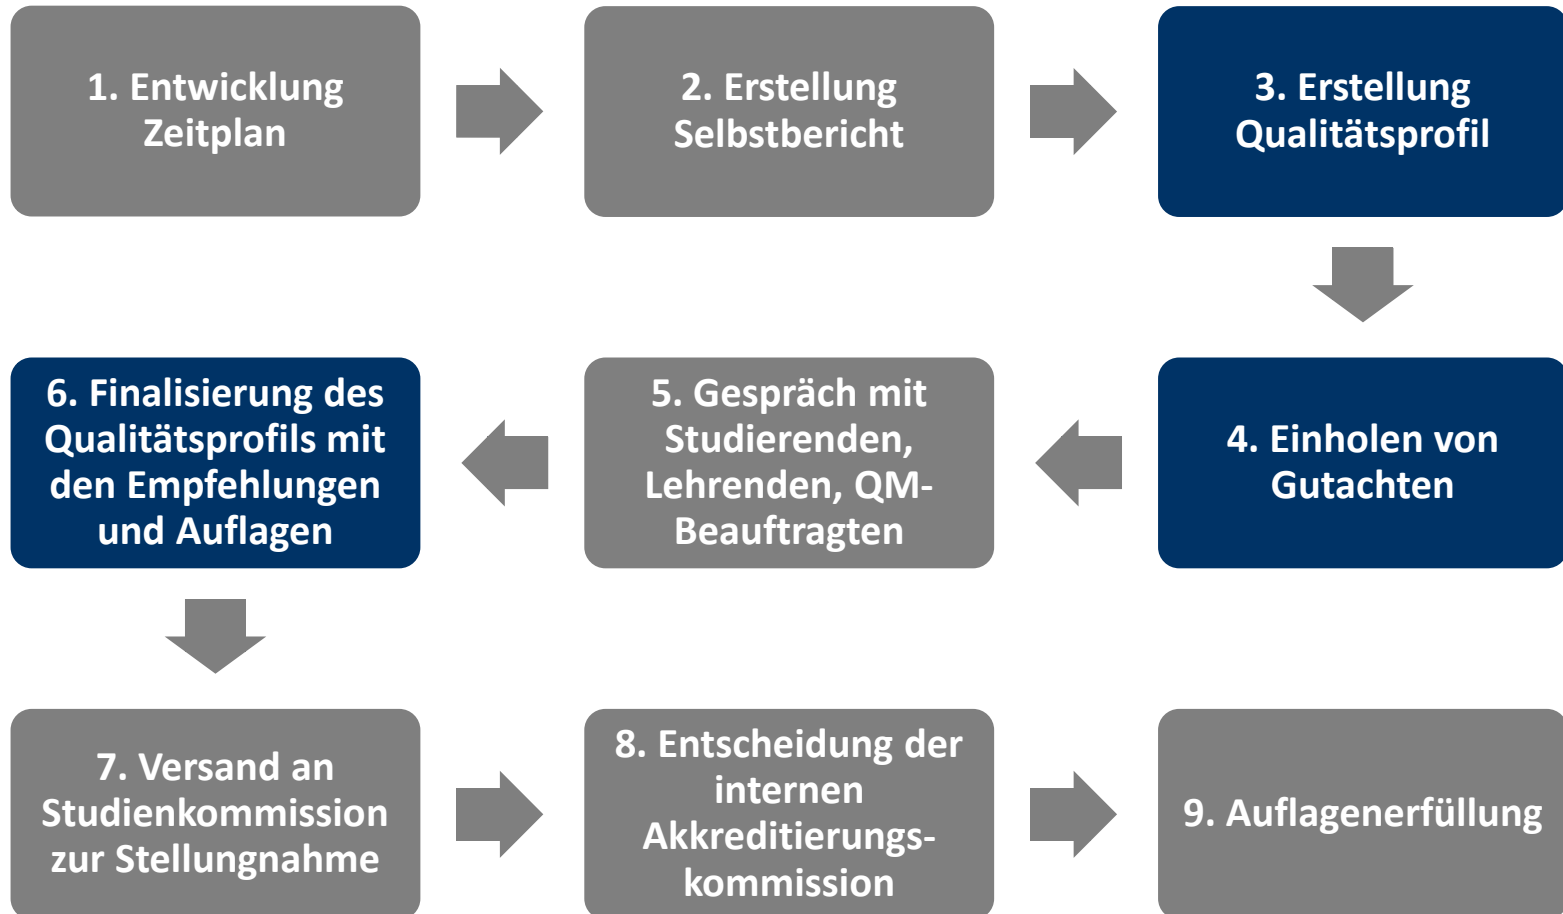 1. Entwicklung
Zeitplan
2. Erstellung
Selbstbericht
3. Erstellung
Qualitätsprofil
4. Einholen von
Gutachten
5. Gespräch mit
Studierenden,
Lehrenden, QM-
Beauftragten
6. Finalisierung des
Qualitätsprofils mit
den Empfehlungen
und Auflagen
7. Versand an
Studienkommission
zur Stellungnahme
8. Entscheidung der
internen
Akkreditierungs-
kommission
9. Auflagenerfüllung